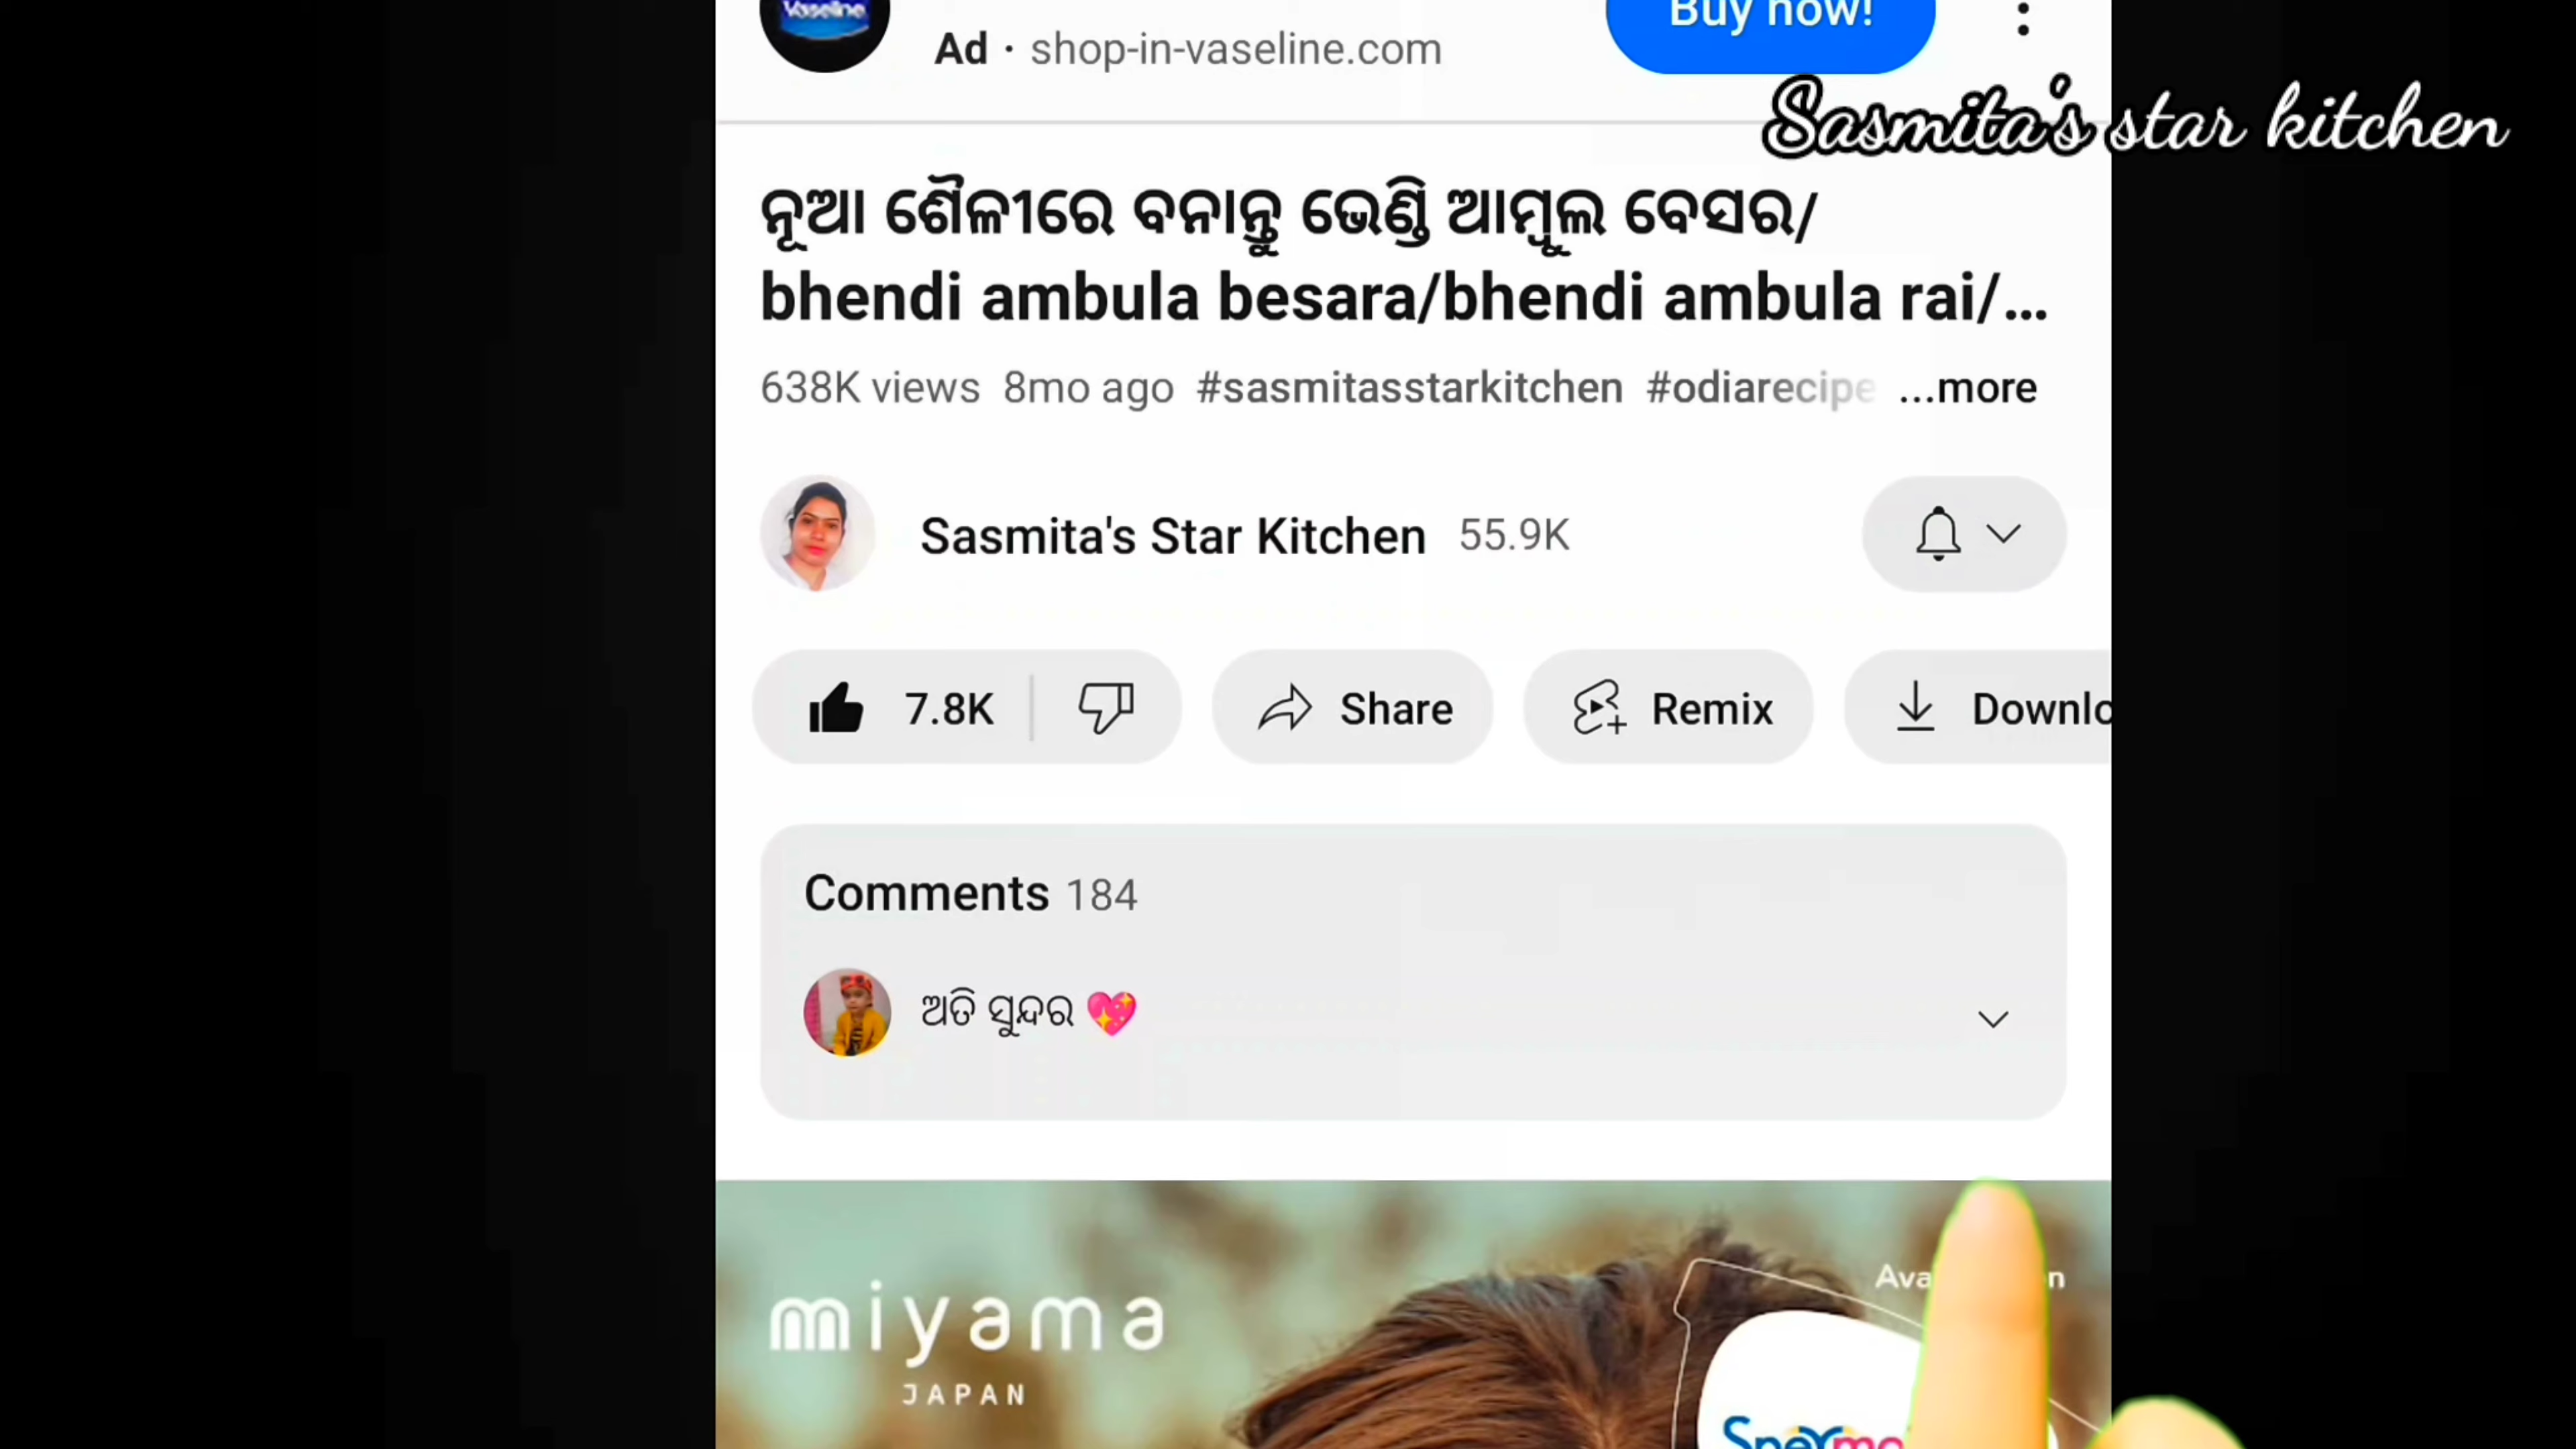 Vaseline
Buy now!
Ad · shop-in-vaseline.com
Sasmita's star kitchen
ନୂଆ ଶୈଳୀରେ ବନାନ୍ତୁ ଭେଣ୍ଡି ଆମ୍ବୁଲ ବେସର/
bhendi ambula besara/bhendi ambula rai/...
638K views 8mo ago #sasmitasstarkitchen #odiarecipe ...more
Sasmita's Star Kitchen 55.9K
7.8K Share Remix Downlo
Comments 184
ଅତି ସୁନ୍ଦର 💖
miyama
JAPAN